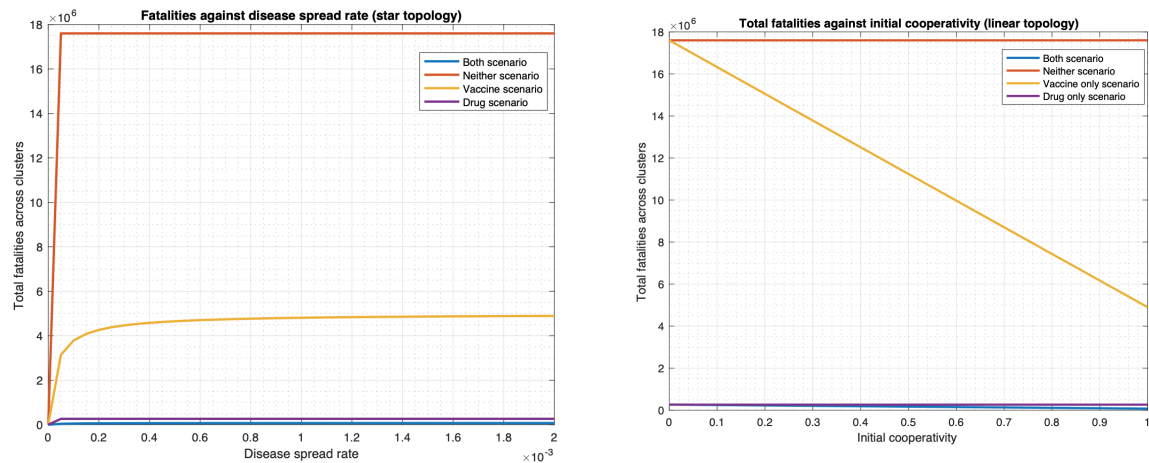 Fatalities against disease spread rate (star topology)
×10^6
18
16
14
12
10
8
6
4
2
0
Total fatalities across clusters
Both scenario
Neither scenario
Vaccine scenario
Drug scenario
0 0.2 0.4 0.6 0.8 1 1.2 1.4 1.6 1.8 2
×10^-3
Disease spread rate
Total fatalities against initial cooperativity (linear topology)
×10^6
18
16
14
12
10
8
6
4
2
0
Total fatalities across clusters
Both scenario
Neither scenario
Vaccine only scenario
Drug only scenario
0 0.1 0.2 0.3 0.4 0.5 0.6 0.7 0.8 0.9 1
Initial cooperativity